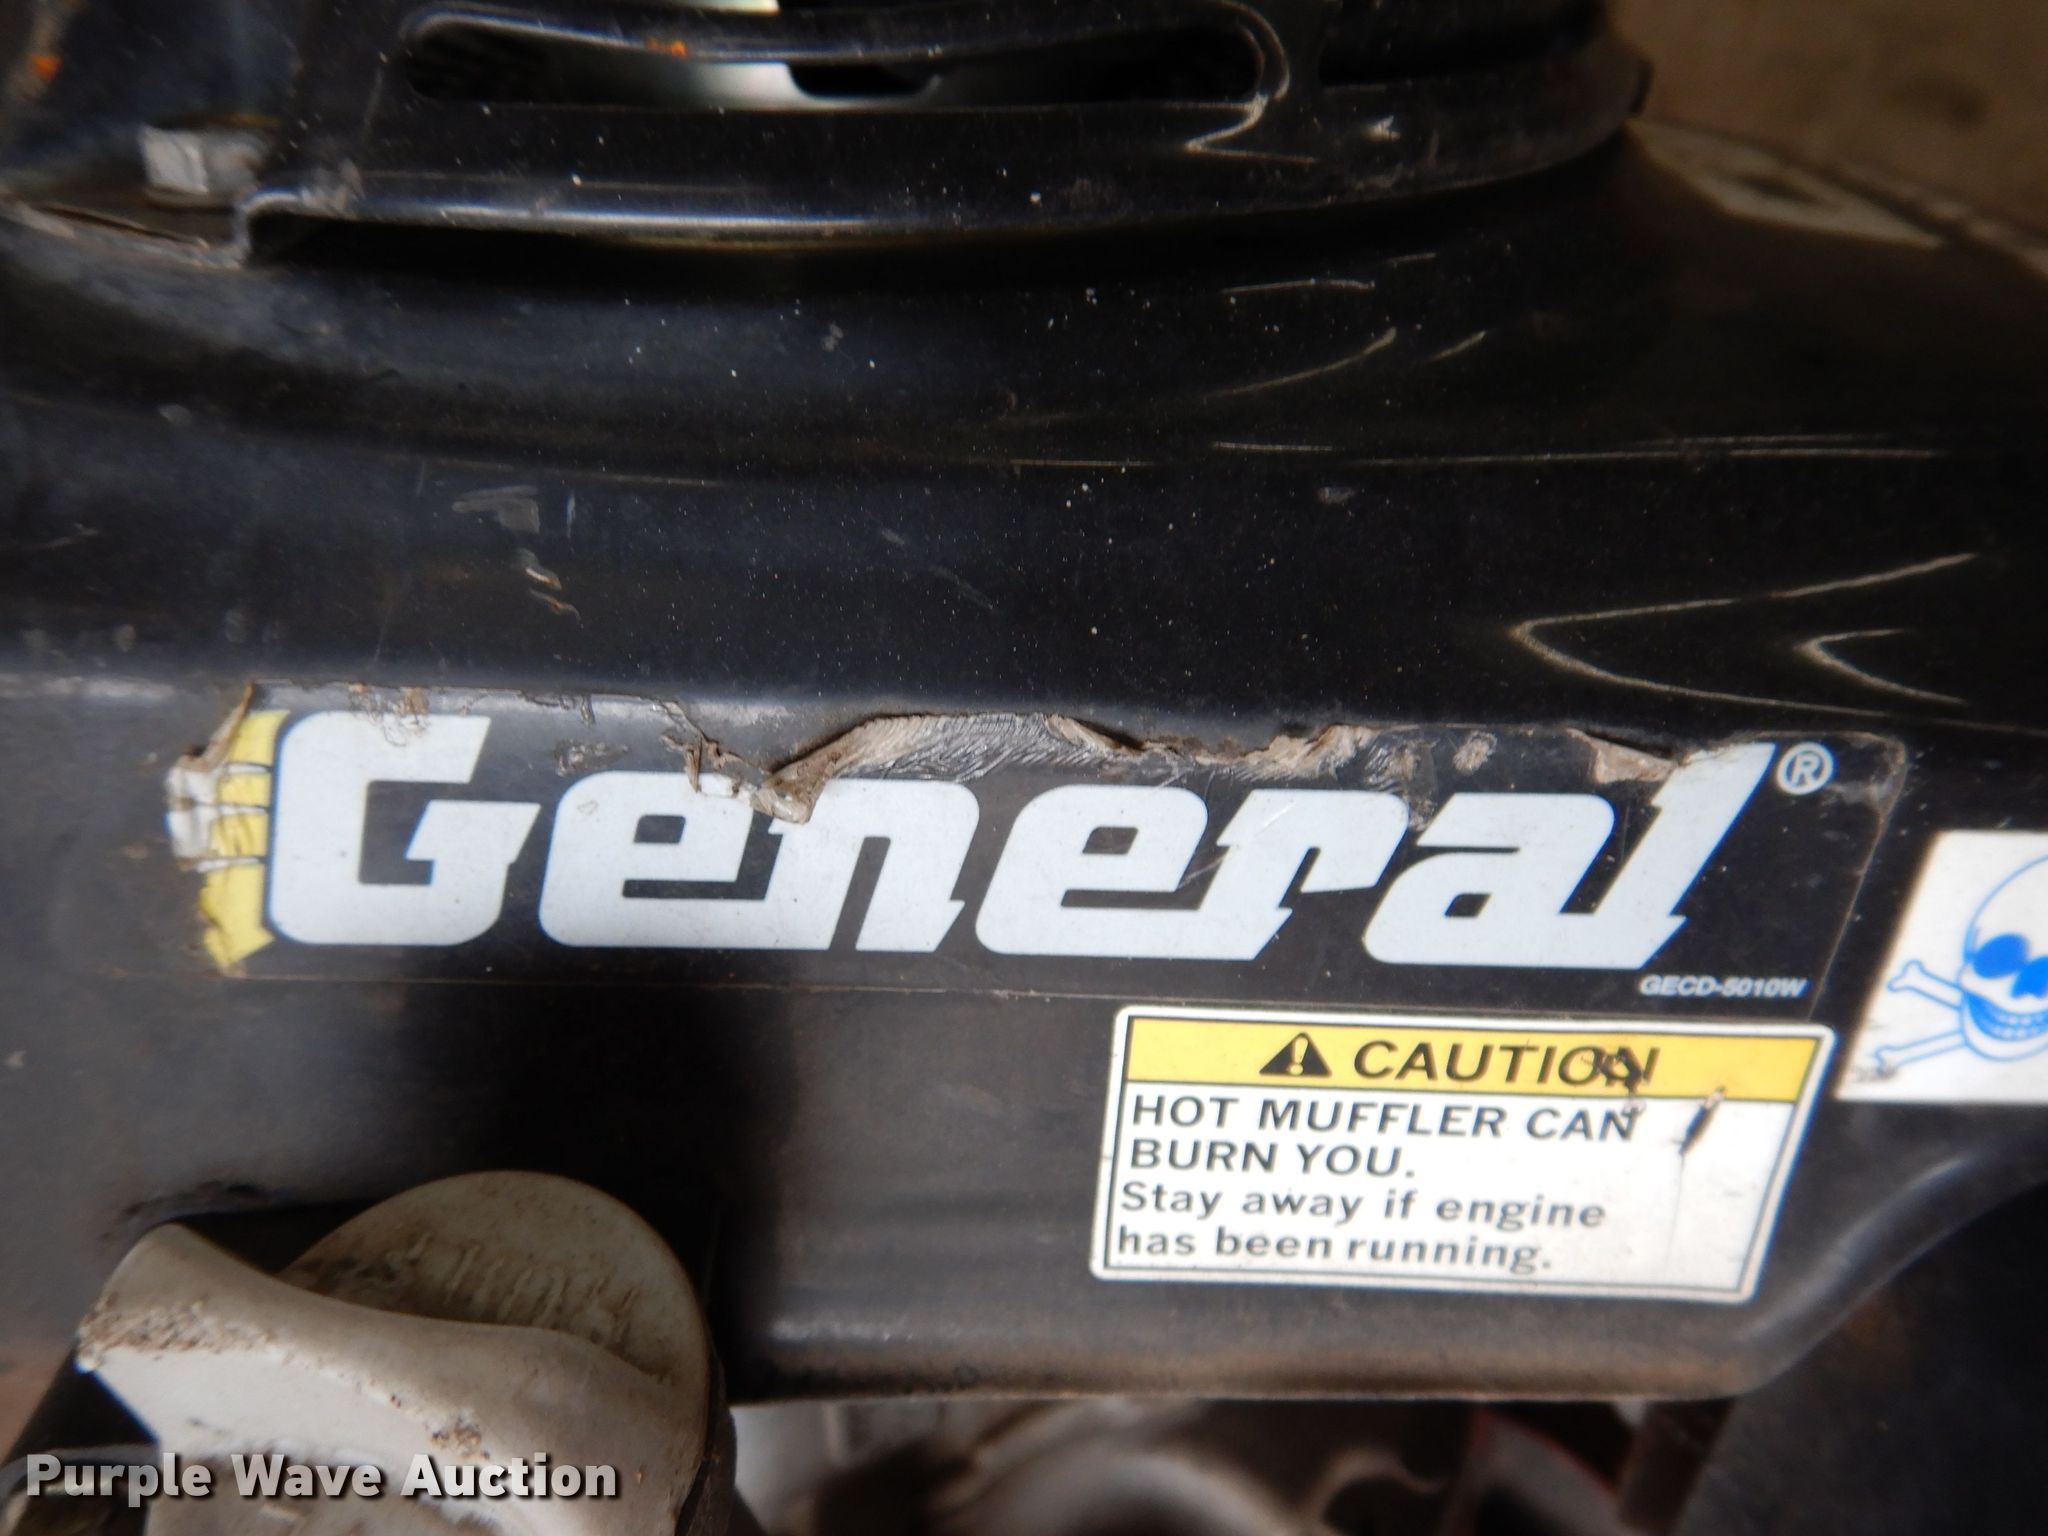 General®
GECD-5010W
CAUTION
HOT MUFFLER CAN
BURN YOU.
Stay away if engine
has been running.
Purple Wave Auction